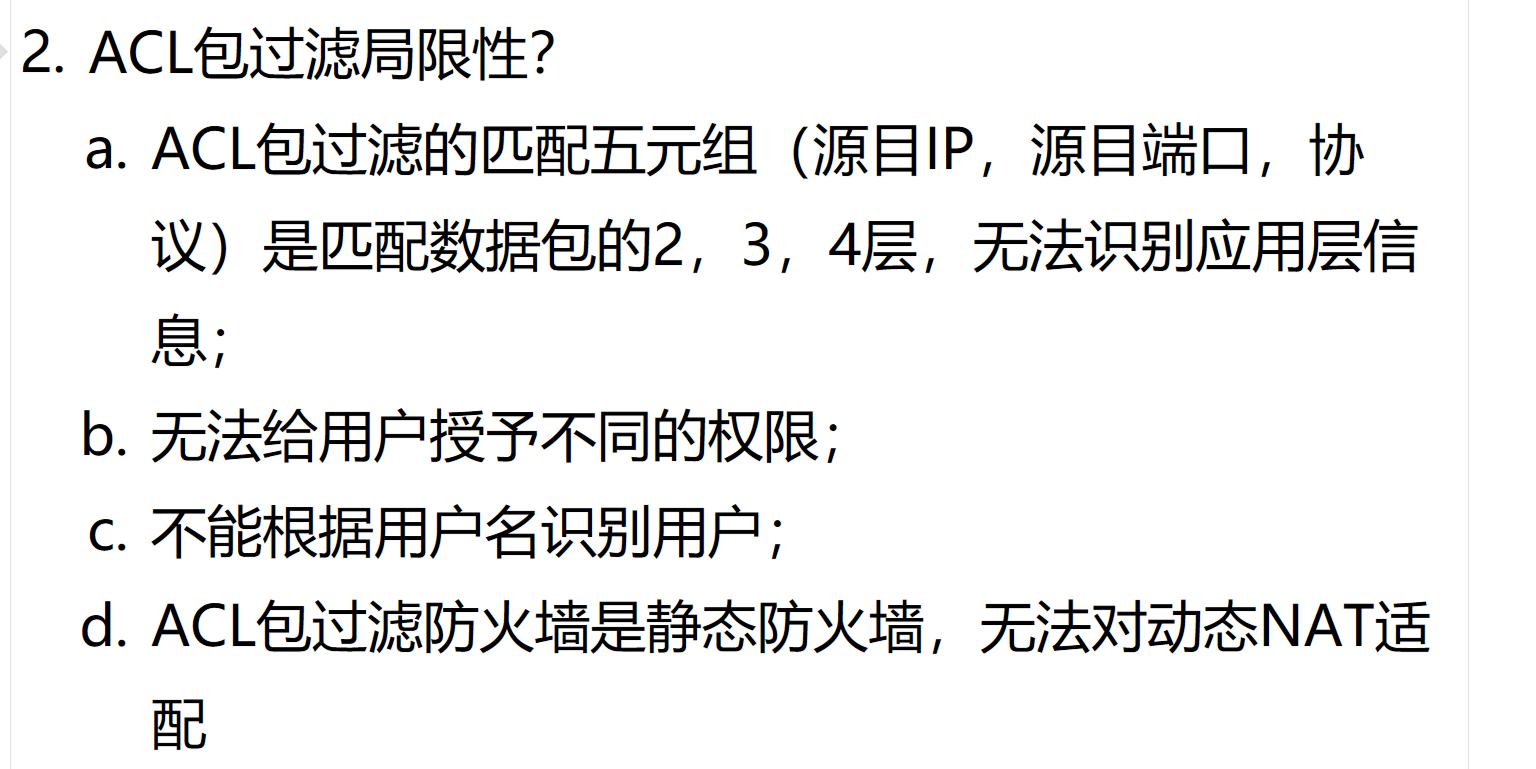 2. ACL包过滤局限性？
a. ACL包过滤的匹配五元组（源目IP，源目端口，协
议）是匹配数据包的2，3，4层，无法识别应用层信
息；
b. 无法给用户授予不同的权限；
c. 不能根据用户名识别用户；
d. ACL包过滤防火墙是静态防火墙，无法对动态NAT适
配